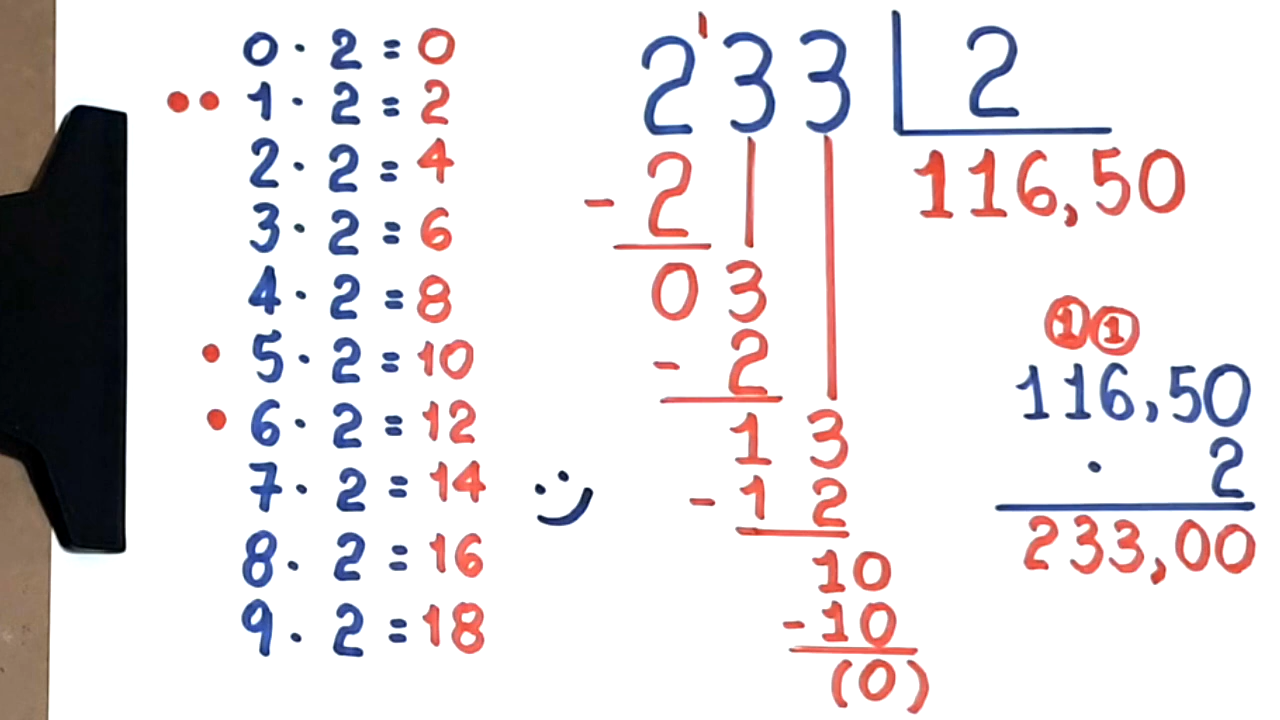 0 · 2 = 0
1 · 2 = 2
2 · 2 = 4
3 · 2 = 6
4 · 2 = 8
5 · 2 = 10
6 · 2 = 12
7 · 2 = 14
8 · 2 = 16
9 · 2 = 18
2'33 2
116,50
- 2
03
- 2
13
- 12
10
- 10
(0)
1 1
116,50
· 2
233,00